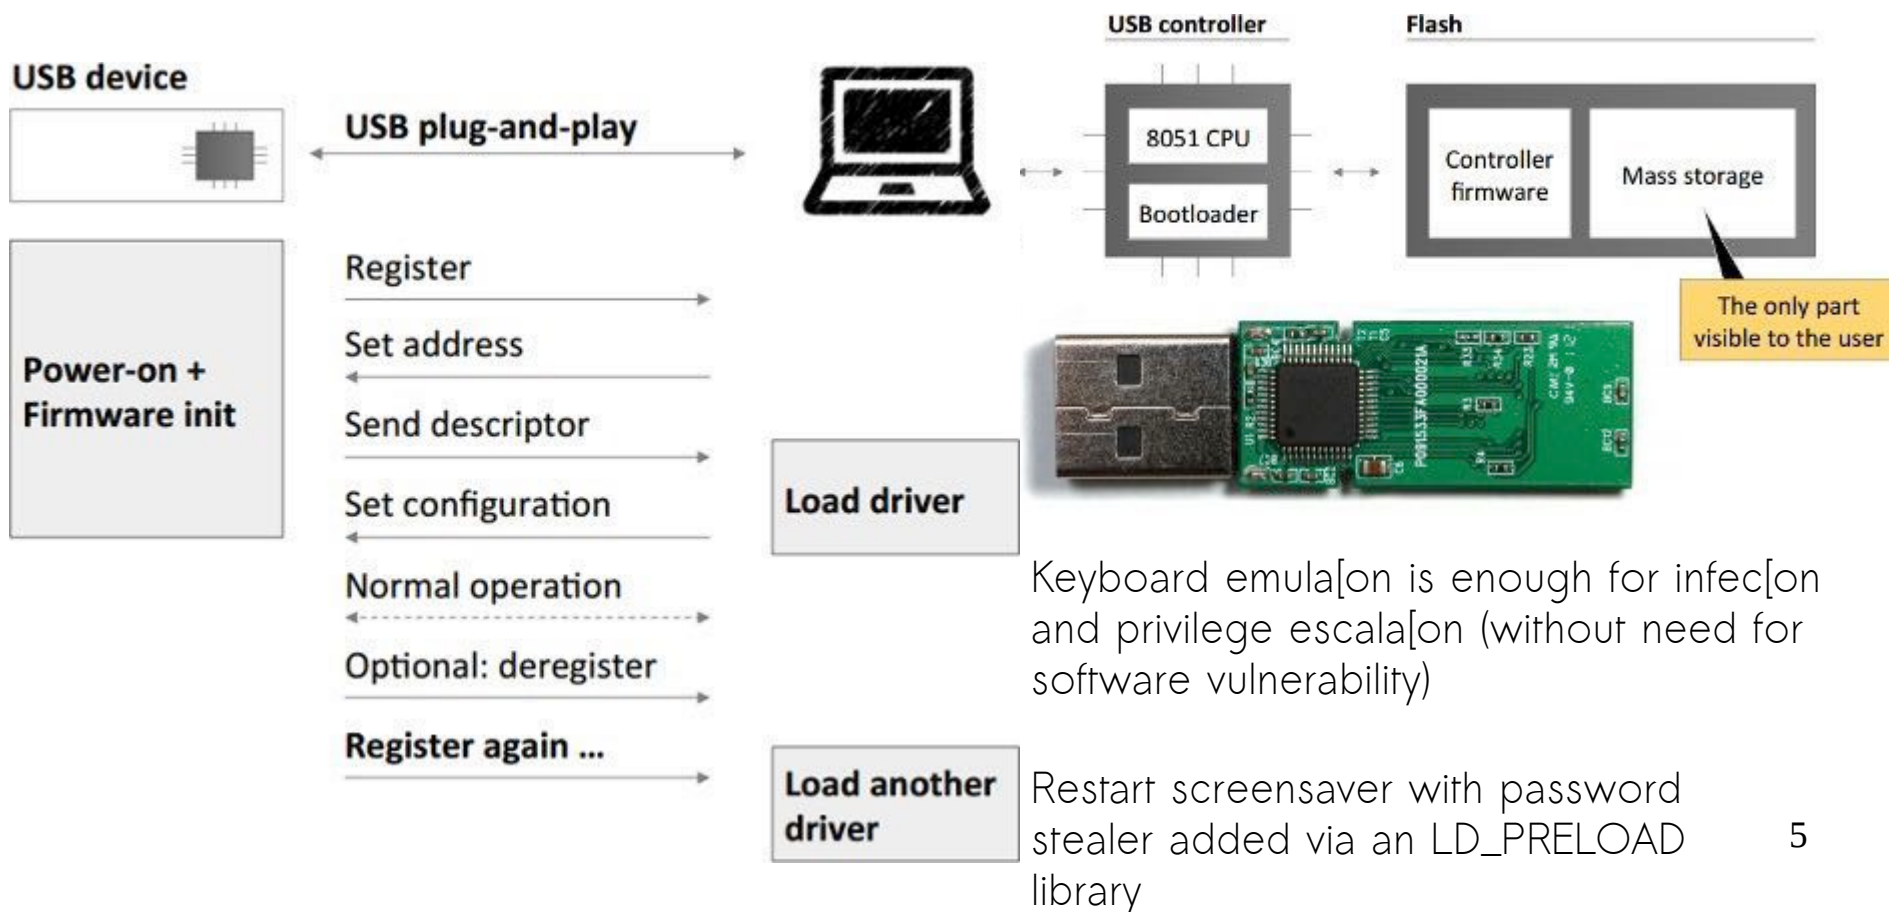 USB controller
Flash
USB device
USB plug-and-play
8051 CPU
Bootloader
Controller
firmware
Mass storage
The only part
visible to the user
Power-on +
Firmware init
Register
Set address
Send descriptor
Set configuration
Normal operation
Optional: deregister
Register again ...
Load driver
Load another
driver
PG91533FA000021A
Keyboard emula[on is enough for infec[on
and privilege escala[on (without need for
software vulnerability)
Restart screensaver with password
stealer added via an LD_PRELOAD
library
5